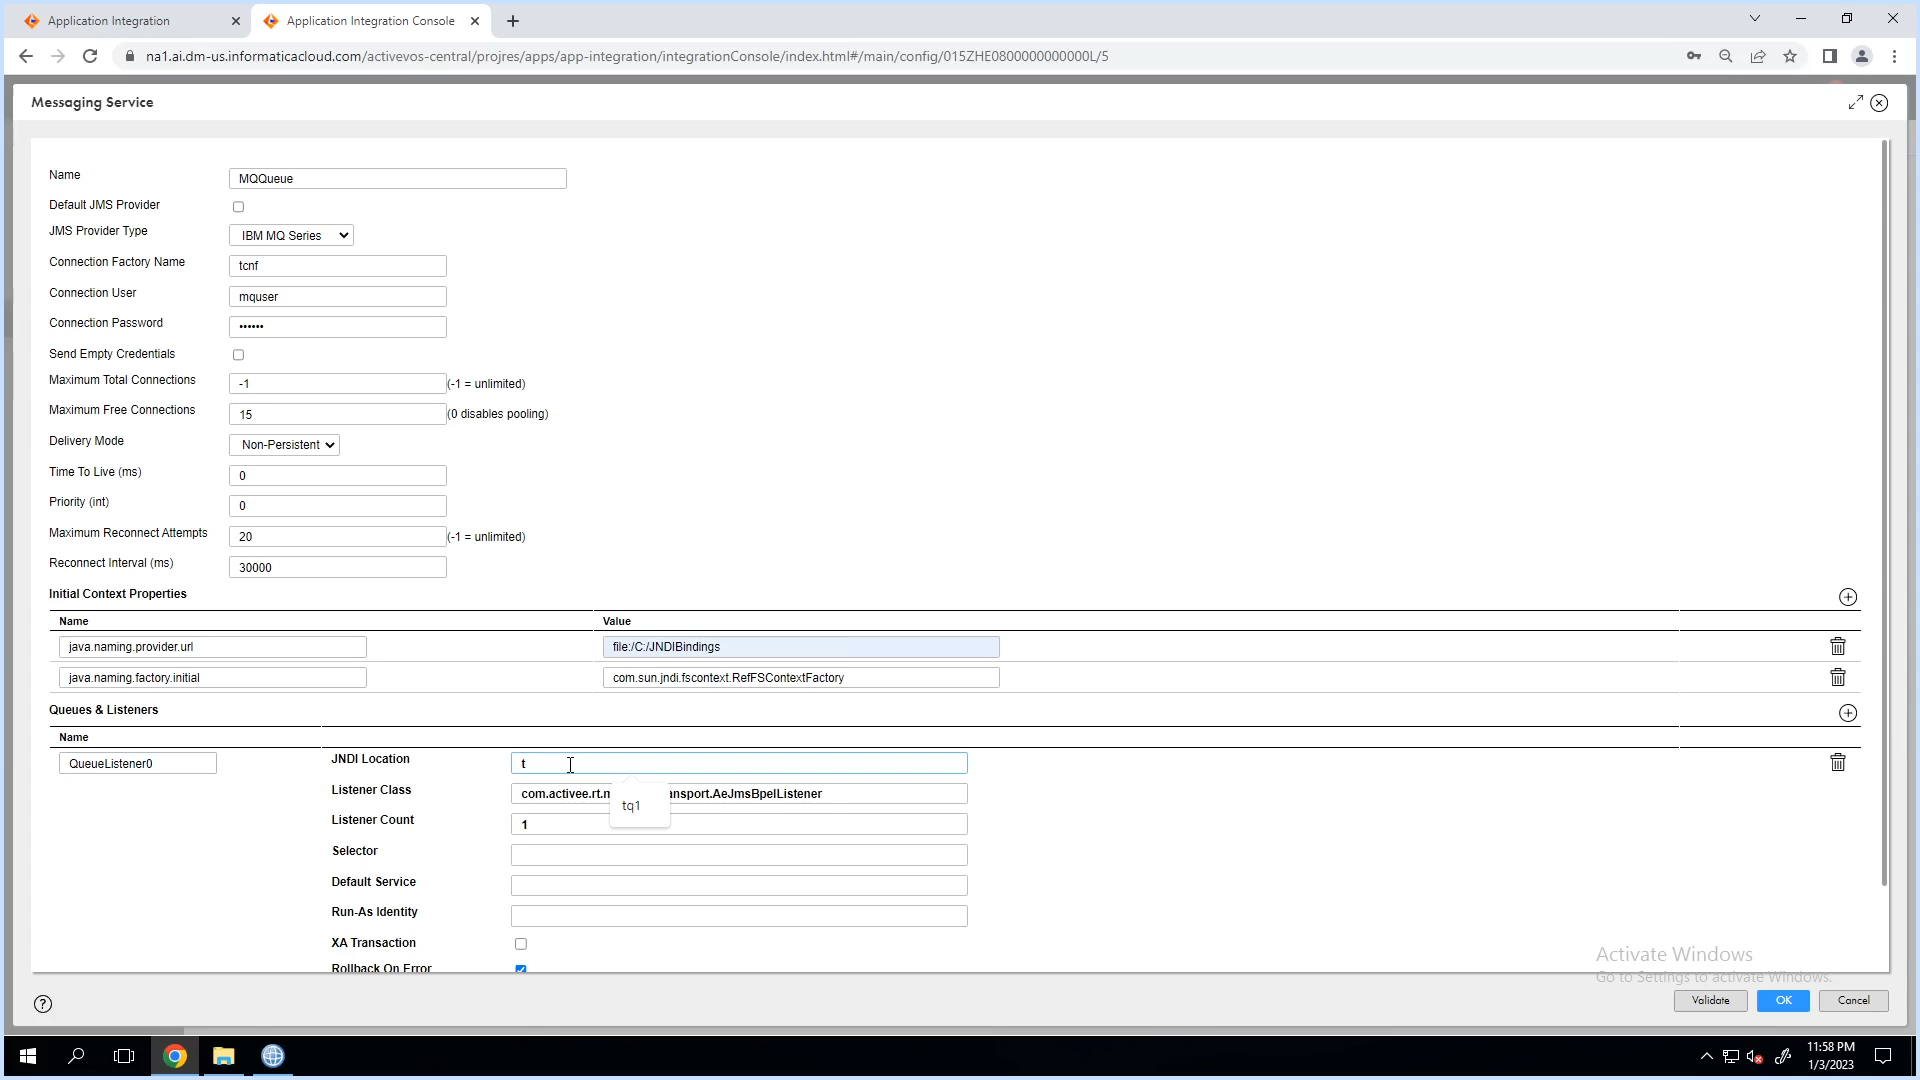 Application Integration
Application Integration Console
na1.ai.dm-us.informaticacloud.com/activevos-central/projres/apps/app-integration/integrationConsole/index.html#/main/config/015ZHE0800000000000L/5
Messaging Service
Name MQQueue
Default JMS Provider
JMS Provider Type IBM MQ Series
Connection Factory Name tcnf
Connection User mquser
Connection Password ••••••
Send Empty Credentials
Maximum Total Connections -1 (-1 = unlimited)
Maximum Free Connections 15 (0 disables pooling)
Delivery Mode Non-Persistent
Time To Live (ms) 0
Priority (int) 0
Maximum Reconnect Attempts 20 (-1 = unlimited)
Reconnect Interval (ms) 30000
Initial Context Properties
Name Value
java.naming.provider.url file:/C:/JNDIBindings
java.naming.factory.initial com.sun.jndi.fscontext.RefFSContextFactory
Queues & Listeners
Name
QueueListener0 JNDI Location t
Listener Class com.activee.rt.m ansport.AeJmsBpelListener
tq1
Listener Count 1
Selector
Default Service
Run-As Identity
XA Transaction
Rollback On Error
Activate Windows
Go to Settings to activate Windows.
? Validate OK Cancel
11:58 PM
1/3/2023